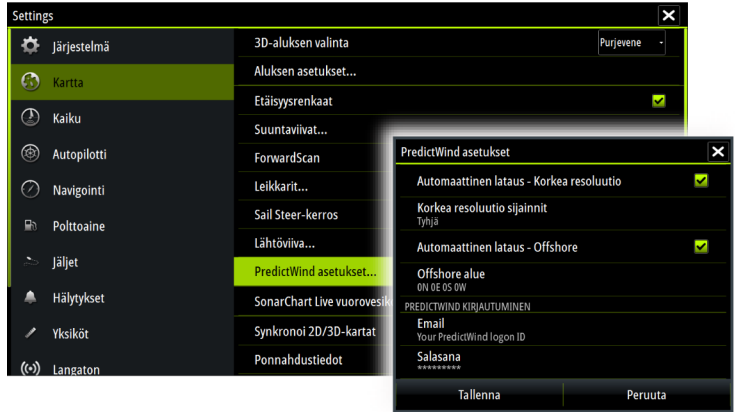 Settings
Järjestelmä
Kartta
Kaiku
Autopilotti
Navigointi
Polttoaine
Jäljet
Hälytykset
Yksiköt
Langaton
3D-aluksen valinta
Purjevene
Aluksen asetukset...
Etäisyysrenkaat
Suuntaviivat...
ForwardScan
Leikkarit...
Sail Steer-kerros
Lähtöviiva...
PredictWind asetukset...
SonarChart Live vuorovesik
Synkronoi 2D/3D-kartat
Ponnahdustiedot
PredictWind asetukset
Automaattinen lataus - Korkea resoluutio
Korkea resoluutio sijainnit
Tyhjä
Automaattinen lataus - Offshore
Offshore alue
0N 0E 0S 0W
PREDICTWIND KIRJAUTUMINEN
Email
Your PredictWind logon ID
Salasana
*********
Tallenna
Peruuta